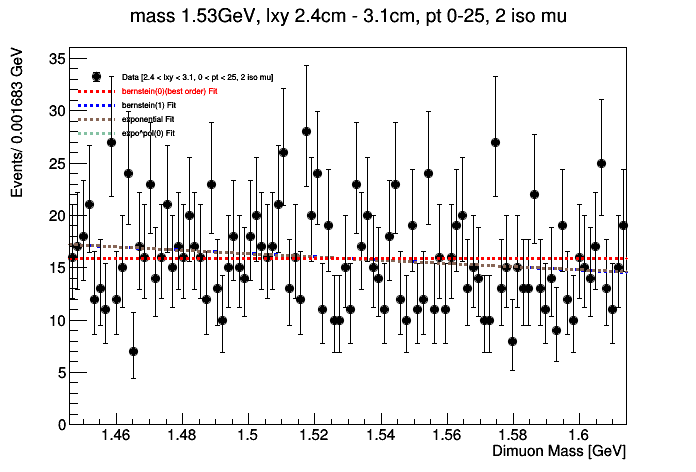 mass 1.53GeV, lxy 2.4cm - 3.1cm, pt 0-25, 2 iso mu
Events/ 0.001683 GeV
35
30
25
20
15
10
5
0
Data [2.4 < lxy < 3.1, 0 < pt < 25, 2 iso mu]
bernstein(0)(best order) Fit
bernstein(1) Fit
exponential Fit
expo*pol(0) Fit
1.46
1.48
1.5
1.52
1.54
1.56
1.58
1.6
Dimuon Mass [GeV]